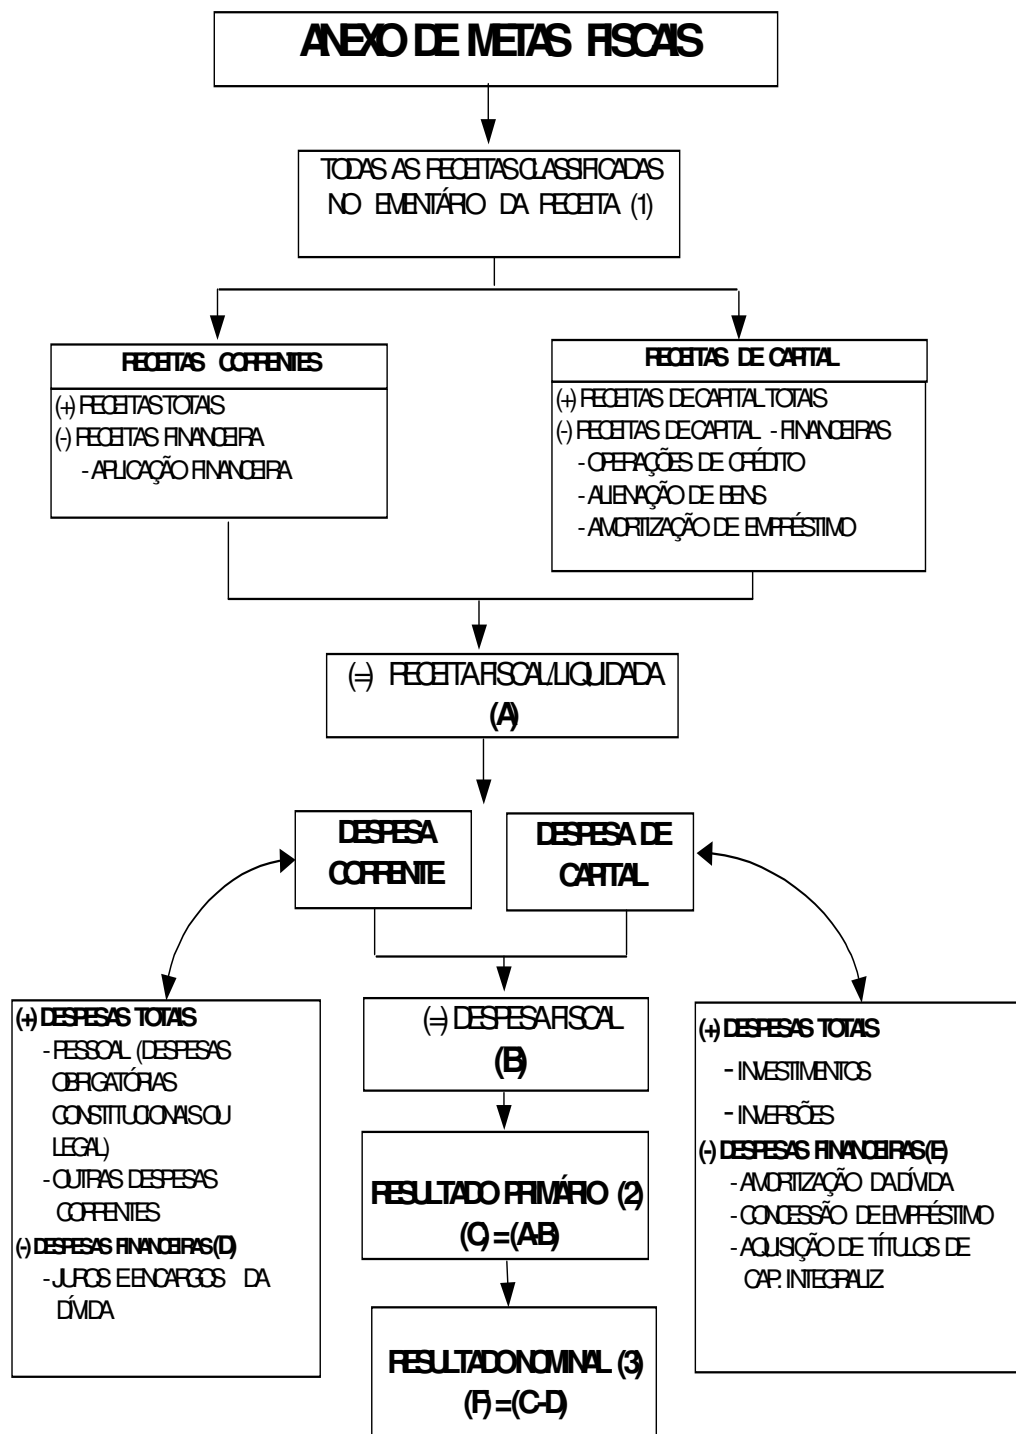 ANEXO DE METAS FISCAIS
TODAS AS RECEITAS CLASSIFICADAS
NO EMENTÁRIO DA RECEITA (1)
RECEITAS CORRENTES
(+) RECEITAS TOTAIS
(-) RECEITAS FINANCEIRA
- APLICAÇÃO FINANCEIRA
RECEITAS DE CAPITAL
(+) RECEITAS DE CAPITAL TOTAIS
(-) RECEITAS DE CAPITAL - FINANCEIRAS
- OPERAÇÕES DE CRÉDITO
- ALIENAÇÃO DE BENS
- AMORTIZAÇÃO DE EMPRÉSTIMO
(=) RECEITA FISCAL/LIQUIDADA
(A)
DESPESA
CORRENTE
DESPESA DE
CAPITAL
(+) DESPESAS TOTAIS
- PESSOAL (DESPESAS
OBRIGATÓRIAS
CONSTITUCIONAIS OU
LEGAL)
- OUTRAS DESPESAS
CORRENTES
(-) DESPESAS FINANCEIRAS (D)
- JUROS E ENCARGOS DA
DÍVIDA
(=) DESPESA FISCAL
(B)
RESULTADO PRIMÁRIO (2)
(C) = (A-B)
RESULTADO NOMINAL (3)
(F) = (C-D)
(+) DESPESAS TOTAIS
- INVESTIMENTOS
- INVERSÕES
(-) DESPESAS FINANCEIRAS (E)
- AMORTIZAÇÃO DA DÍVIDA
- CONCESSÃO DE EMPRÉSTIMO
- AQUISIÇÃO DE TÍTULOS DE
CAP. INTEGRALIZ